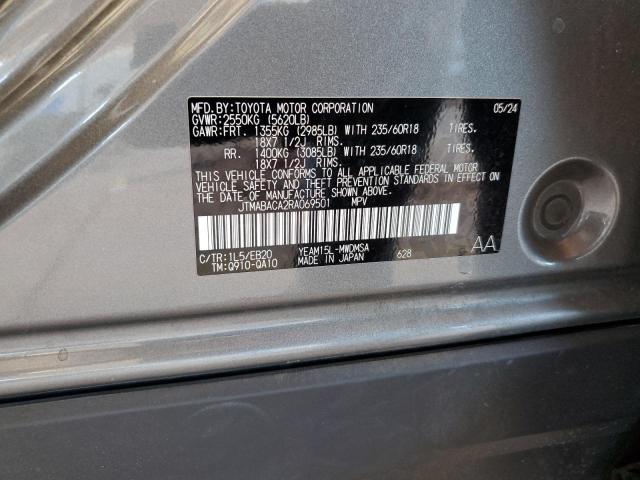 MFD.BY:TOYOTA MOTOR CORPORATION 05/24
GVWR:2550KG (5620LB)
GAWR:FRT. 1355KG (2985LB) WITH 235/60R18 TIRES.
18X7 1/2J RIMS.
RR. 1400KG (3085LB) WITH 235/60R18 TIRES.
18X7 1/2J RIMS.
THIS VEHICLE CONFORMS TO ALL APPLICABLE FEDERAL MOTOR
VEHICLE SAFETY AND THEFT PREVENTION STANDARDS IN EFFECT
ON THE DATE OF MANUFACTURE SHOWN ABOVE.
JTMABACA2RA069501 MPV
C/TR:1L5/EB20 YEAM15L-MWDMSA
TM:Q910-QA10 MADE IN JAPAN 628 AA